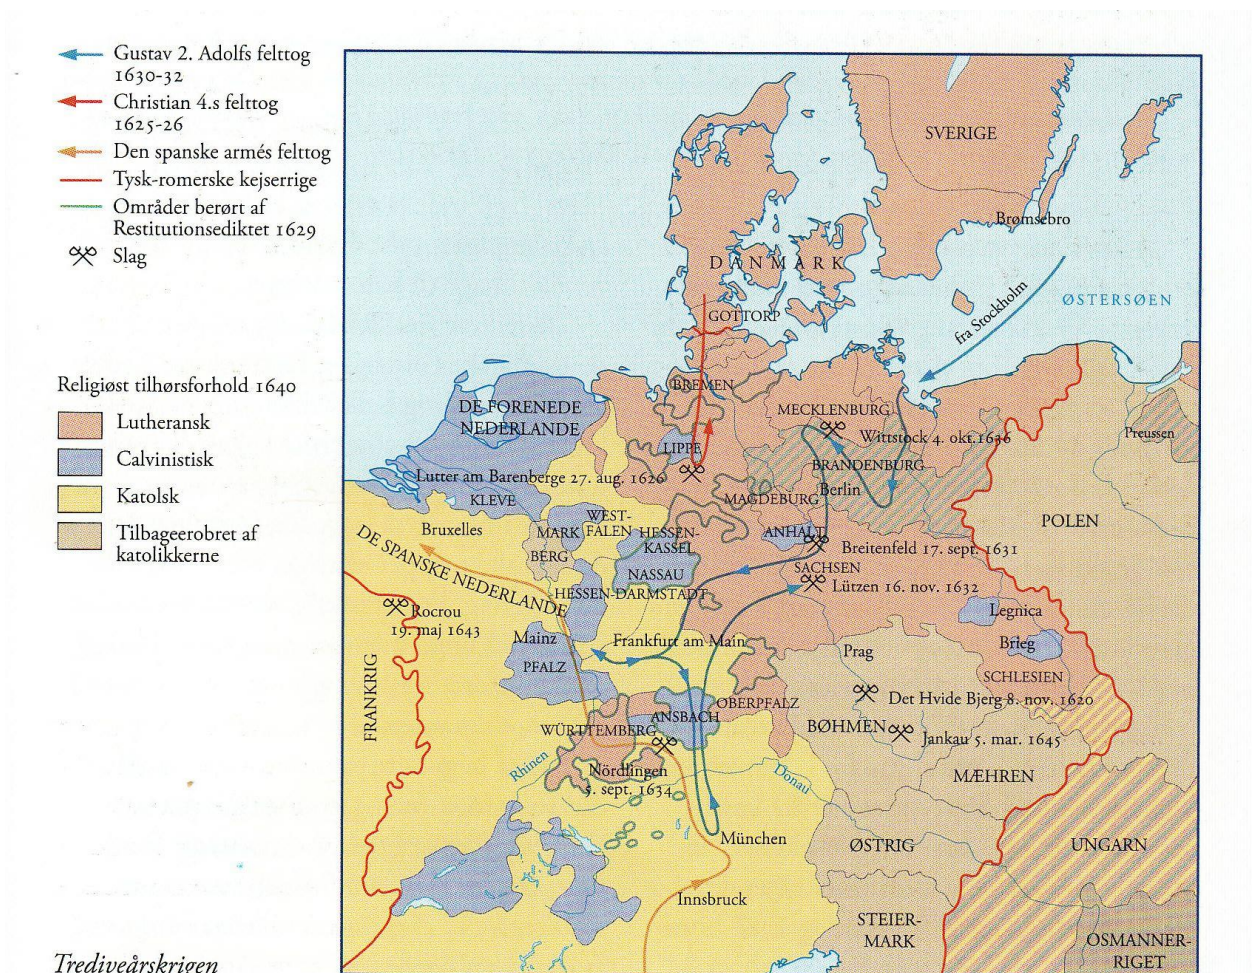 Gustav 2. Adolfs felttog
1630-32
Christian 4.s felttog
1625-26
Den spanske armés felttog
Tysk-romerske kejserrige
Områder berørt af
Restitutionsediktet 1629
Slag
Religiøst tilhørsforhold 1640
Lutheransk
Calvinistisk
Katolsk
Tilbageerobret af
katolikkerne
Trediveårskrigen
SVERIGE
Brømsebro
DANMARK
ØSTERSØEN
fra Stockholm
GOTTORP
BREMEN
DE FORENEDE
NEDERLANDE
MECKLENBURG
Wittstock 4. okt.1636
Preussen
LIPPE
BRANDENBURG
Lutter am Barenberge 27. aug. 1626
Berlin
KLEVE
MAGDEBURG
WEST-
FALEN
POLEN
Bruxelles
MARK
HESSEN-
KASSEL
ANHALT
BERG
Breitenfeld 17. sept. 1631
DE SPANSKE NEDERLANDE
NASSAU
SACHSEN
Lützen 16. nov. 1632
HESSEN-DARMSTADT
Rocrou
19. maj 1643
Legnica
Mainz
Frankfurt am Main
Brieg
Prag
PFALZ
SCHLESIEN
FRANKRIG
Det Hvide Bjerg 8. nov. 1620
OBERPFALZ
ANSBACH
WÜRTTEMBERG
BØHMEN
Jankau 5. mar. 1645
Rhinen
Nördlingen
5. sept. 1634
Donau
MÆHREN
München
ØSTRIG
UNGARN
Innsbruck
STEIER-
MARK
OSMANNER-
RIGET